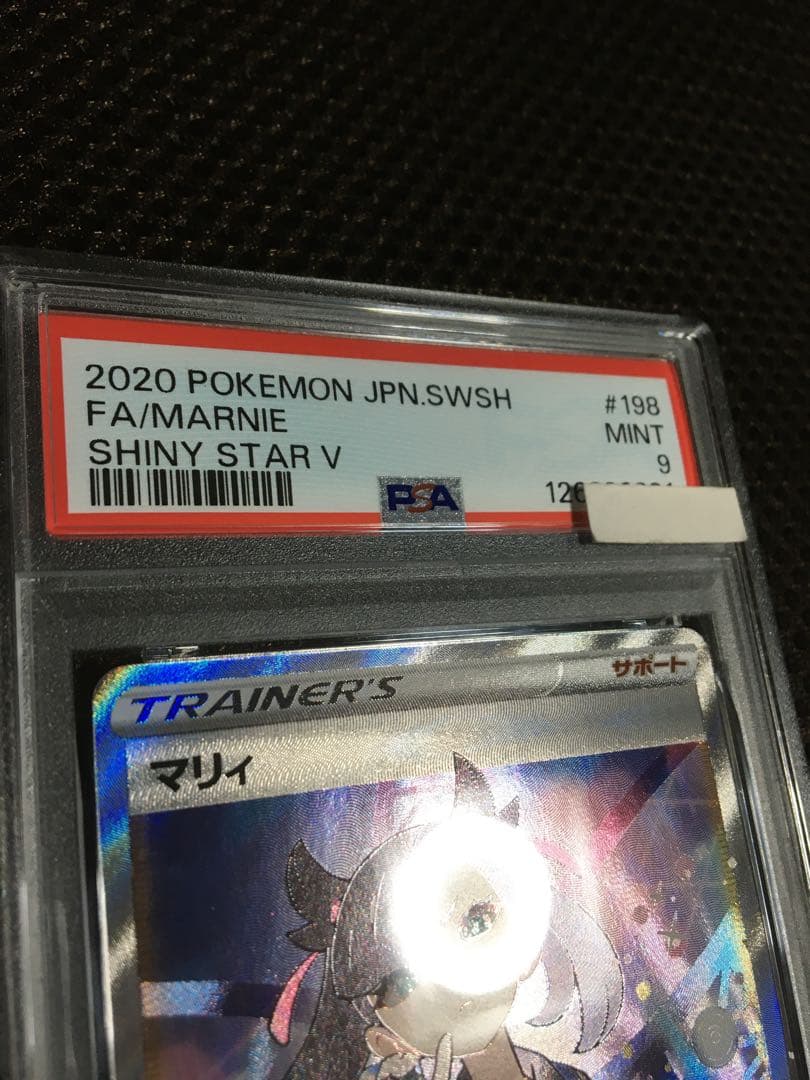 2020 POKEMON JPN.SWSH #198
FA/MARNIE MINT
SHINY STAR V 9
PSA
TRAINER'S サポート
マリィ